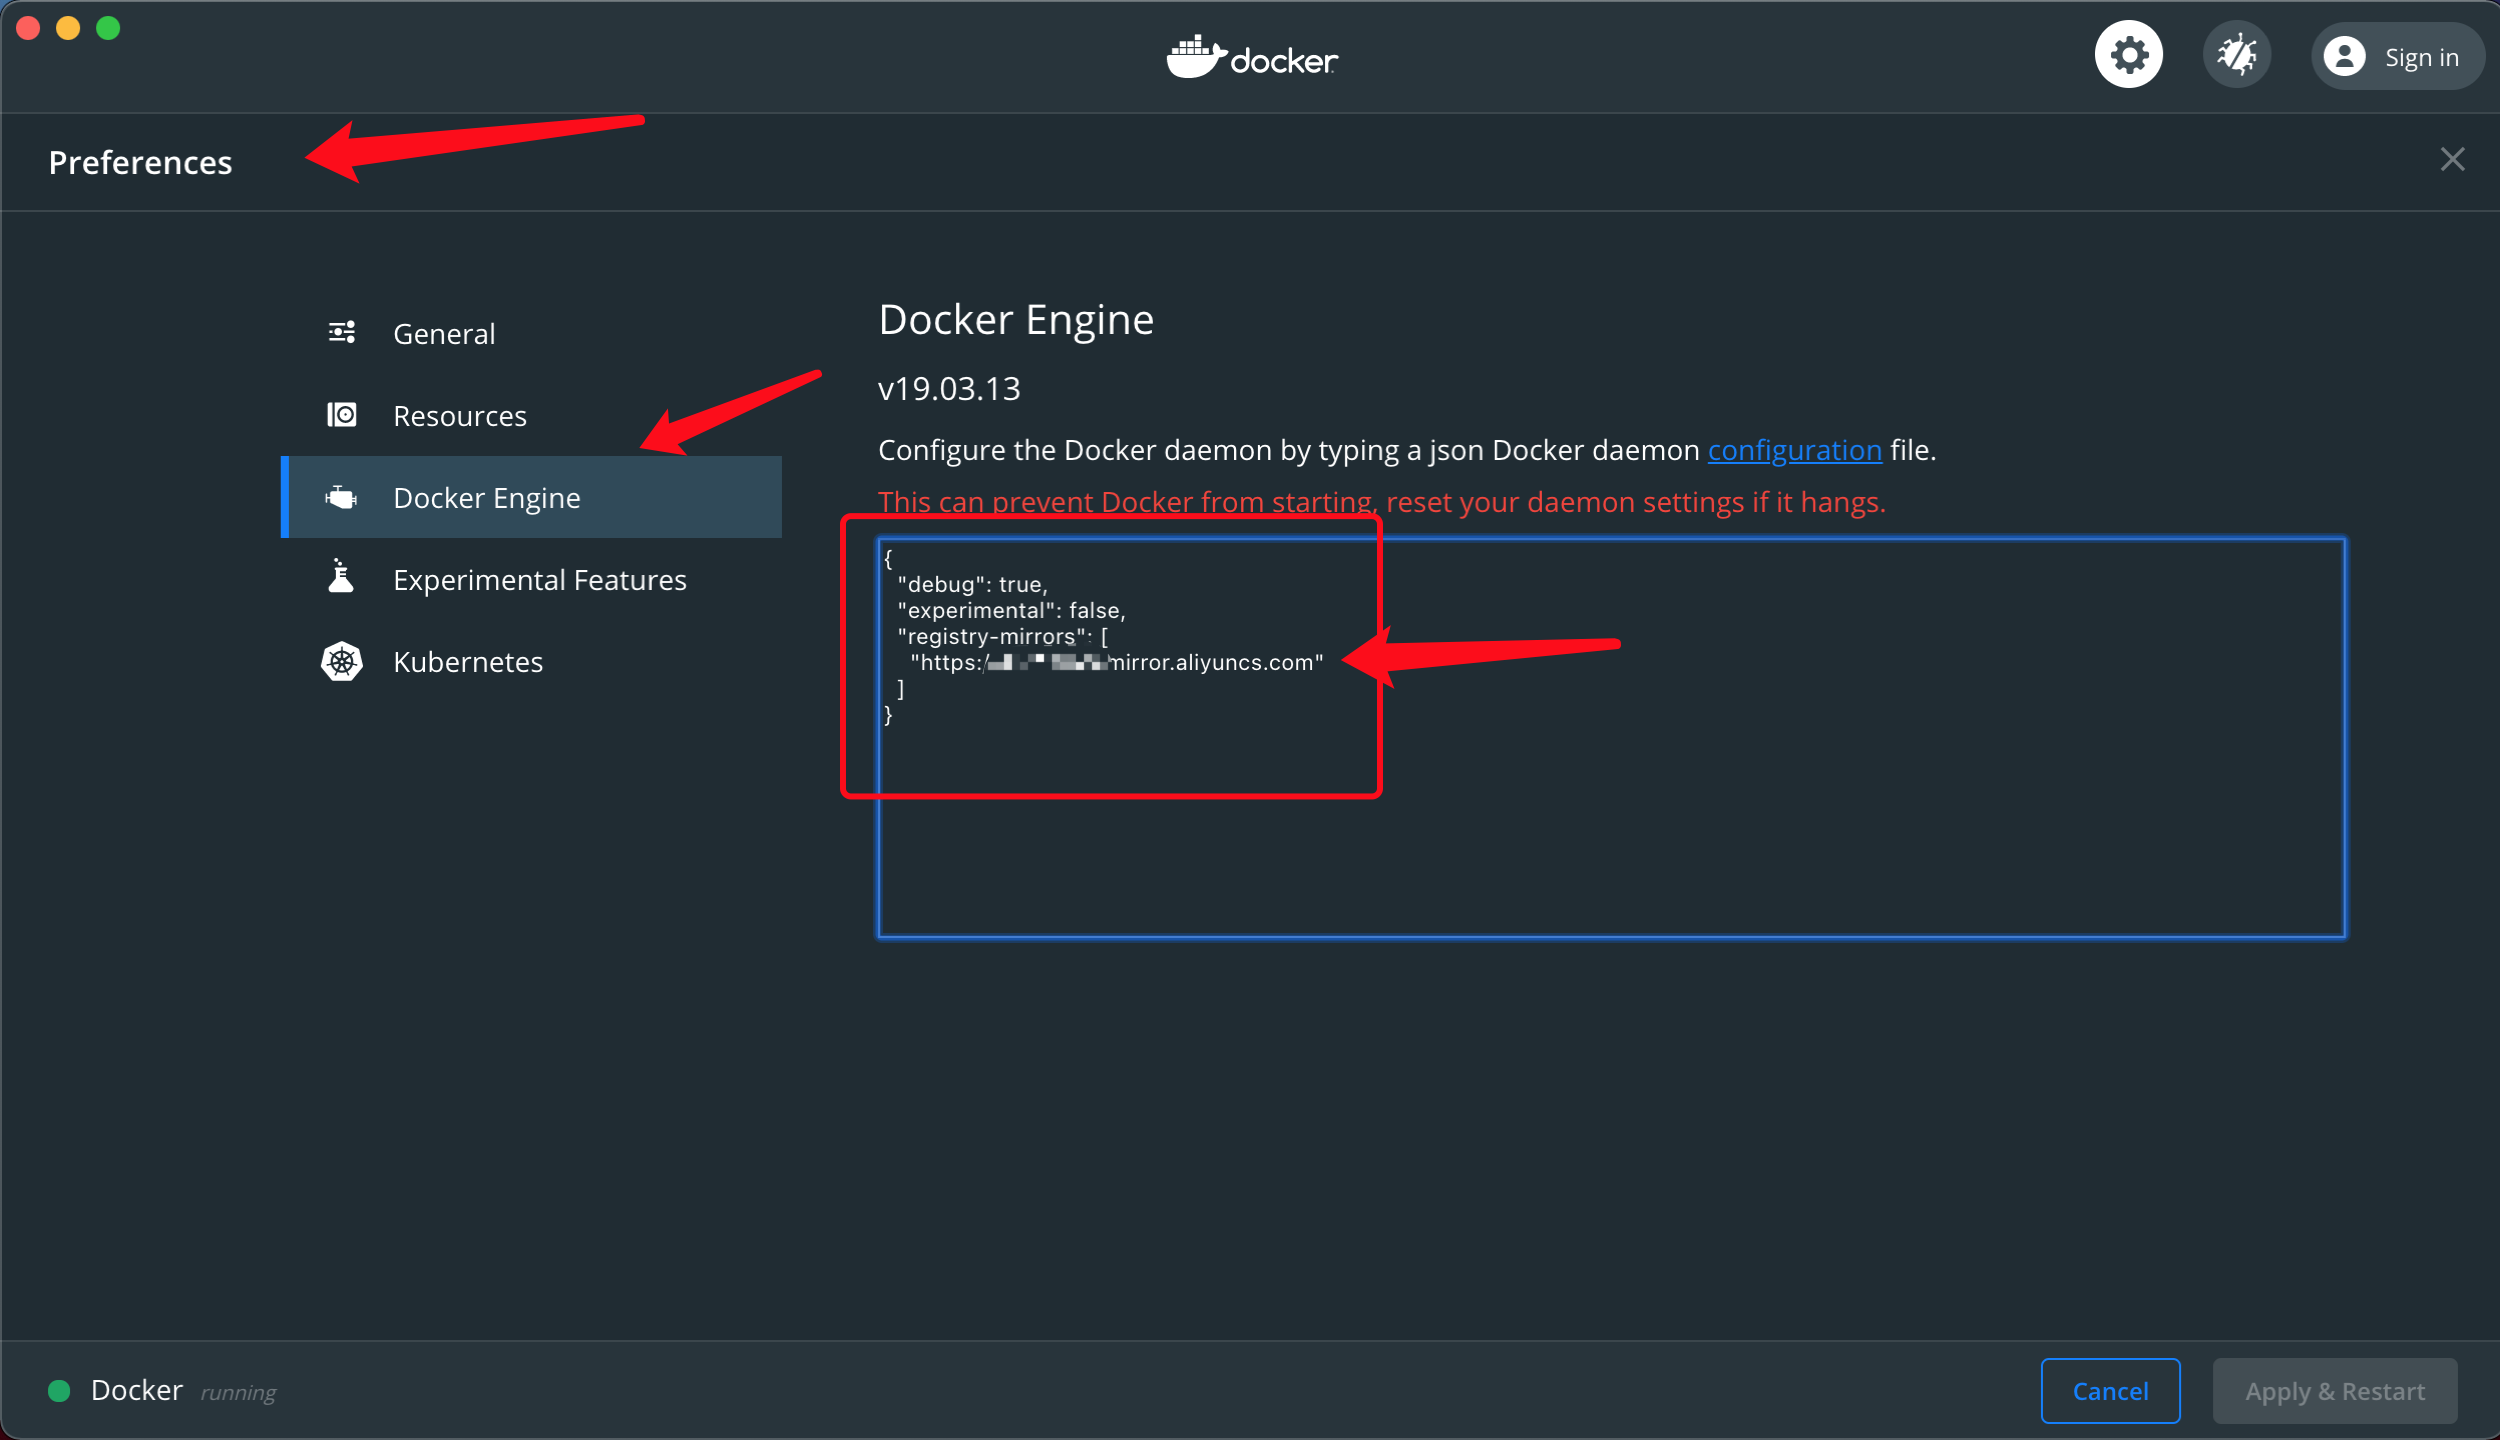 docker
Sign in
Preferences
General
Resources
Docker Engine
Experimental Features
Kubernetes
Docker Engine
v19.03.13
Configure the Docker daemon by typing a json Docker daemon configuration file.
This can prevent Docker from starting, reset your daemon settings if it hangs.
{
"debug": true,
"experimental": false,
"registry-mirrors": [
"https:/ mirror.aliyuncs.com"
]
}
Docker running
Cancel
Apply & Restart